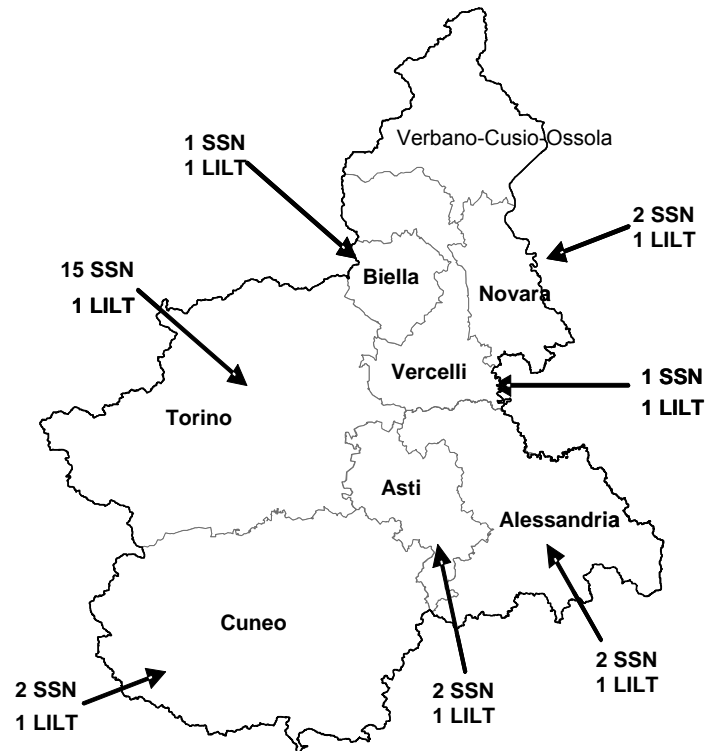 Verbano-Cusio-Ossola
1 SSN
1 LILT
2 SSN
1 LILT
15 SSN
1 LILT
Biella
Novara
Vercelli
1 SSN
1 LILT
Torino
Asti
Alessandria
Cuneo
2 SSN
1 LILT
2 SSN
1 LILT
2 SSN
1 LILT